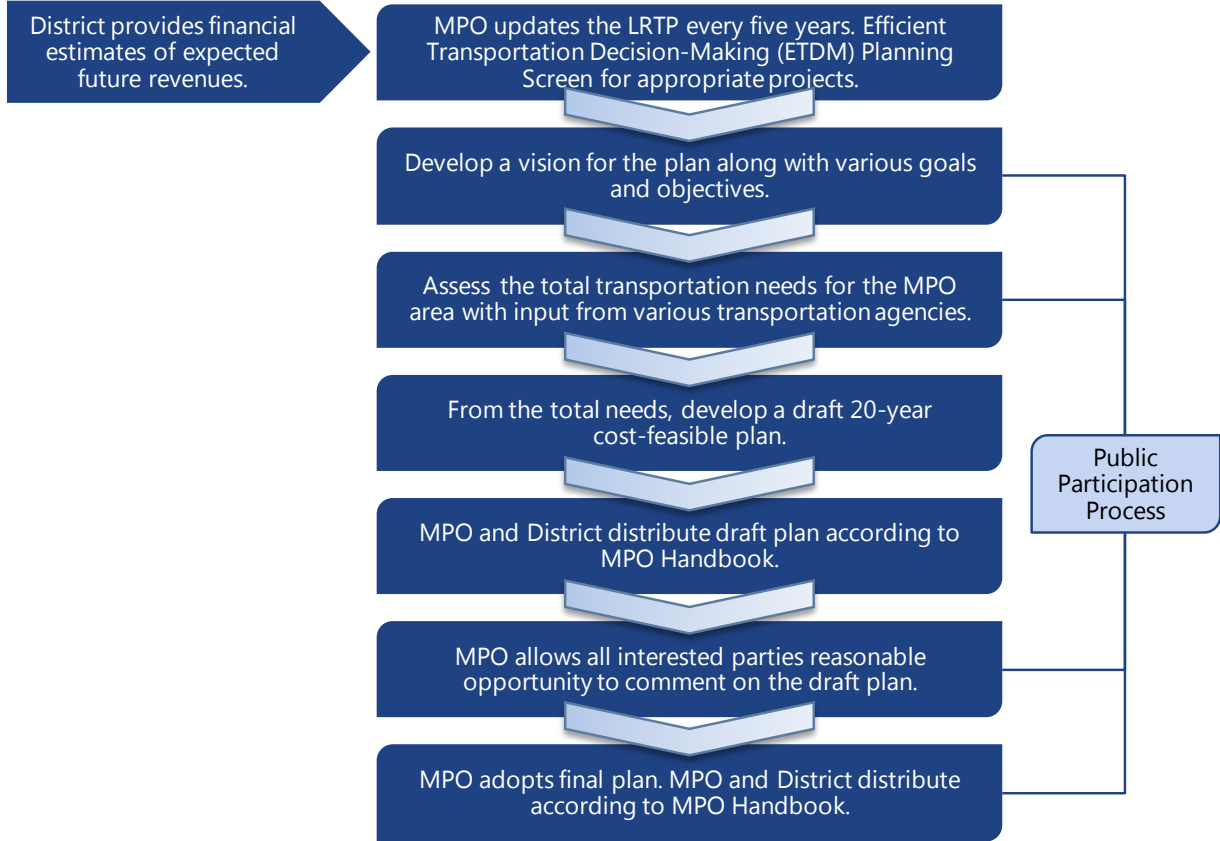 District provides financial
estimates of expected
future revenues.
MPO updates the LRTP every five years. Efficient
Transportation Decision-Making (ETDM) Planning
Screen for appropriate projects.
Develop a vision for the plan along with various goals
and objectives.
Assess the total transportation needs for the MPO
area with input from various transportation agencies.
From the total needs, develop a draft 20-year
cost-feasible plan.
MPO and District distribute draft plan according to
MPO Handbook.
MPO allows all interested parties reasonable
opportunity to comment on the draft plan.
MPO adopts final plan. MPO and District distribute
according to MPO Handbook.
Public
Participation
Process